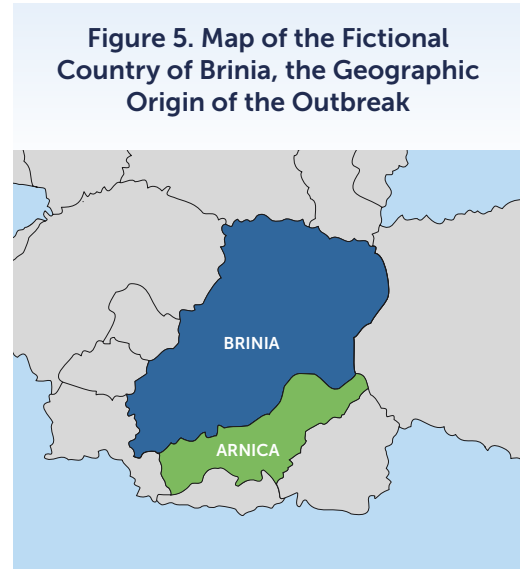 Figure 5. Map of the Fictional
Country of Brinia, the Geographic
Origin of the Outbreak
BRINIA
ARNICA